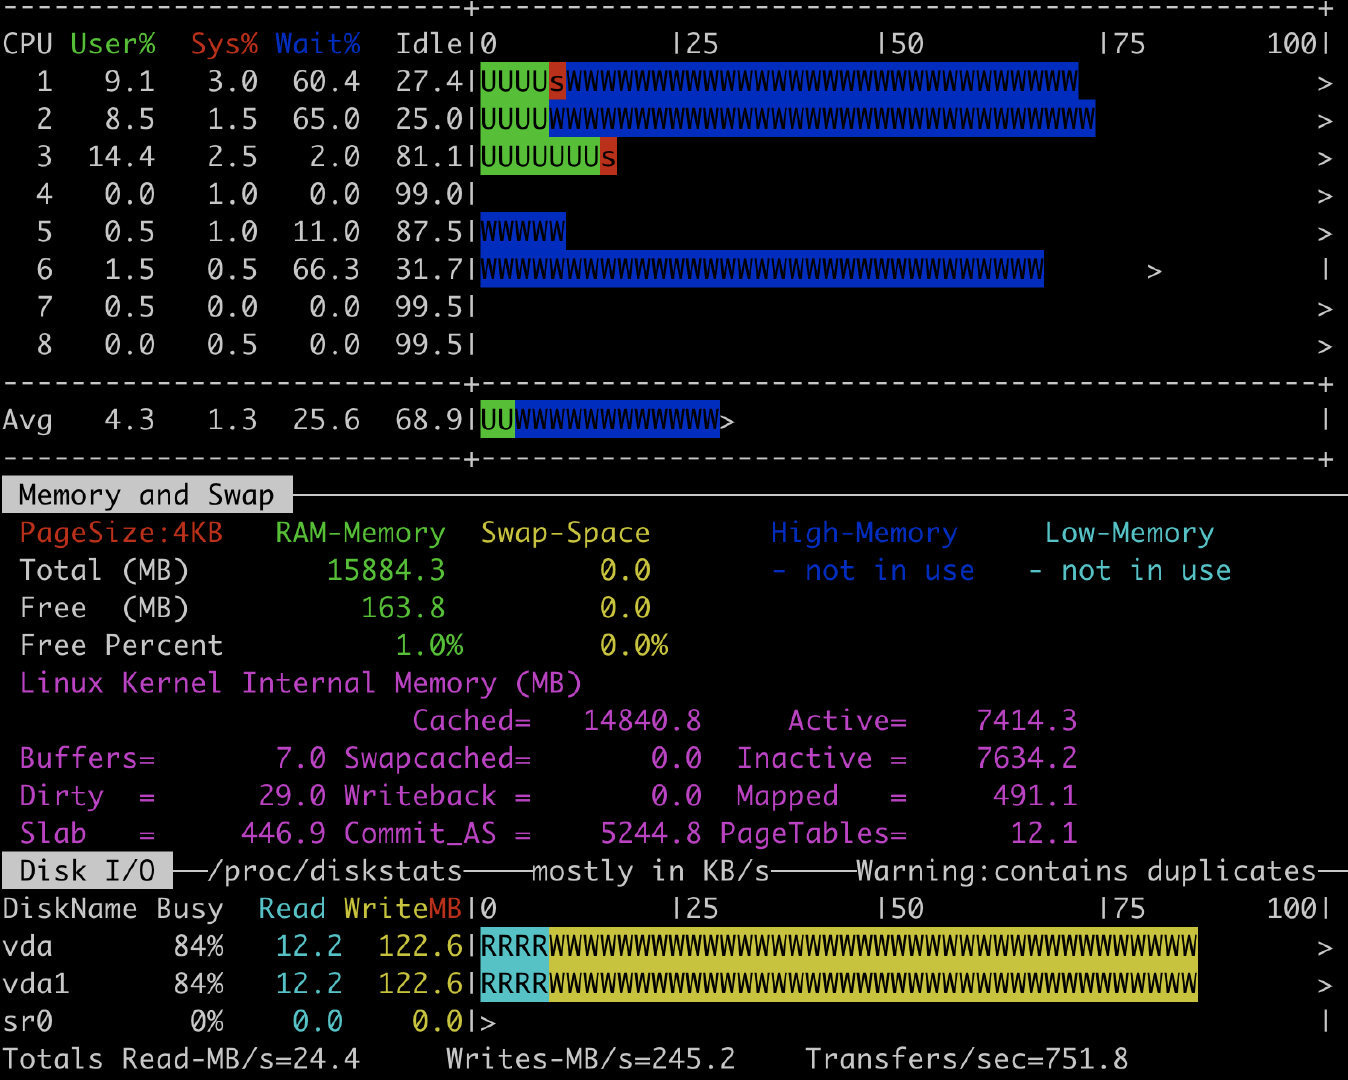 CPU User% Sys% Wait% Idle|0 |25 |50 |75 100|
1 9.1 3.0 60.4 27.4|UUUUsWWWWWWWWWWWWWWWWWWWWWWWWWWWWWW >
2 8.5 1.5 65.0 25.0|UUUUWWWWWWWWWWWWWWWWWWWWWWWWWWWWWWWW >
3 14.4 2.5 2.0 81.1|UUUUUUUs >
4 0.0 1.0 0.0 99.0| >
5 0.5 1.0 11.0 87.5|WWWWW >
6 1.5 0.5 66.3 31.7|WWWWWWWWWWWWWWWWWWWWWWWWWWWWWWWWW > |
7 0.5 0.0 0.0 99.5| >
8 0.0 0.5 0.0 99.5| >
Avg 4.3 1.3 25.6 68.9|UUWWWWWWWWWWWW> |
Memory and Swap
PageSize:4KB RAM-Memory Swap-Space High-Memory Low-Memory
Total (MB) 15884.3 0.0 - not in use - not in use
Free (MB) 163.8 0.0
Free Percent 1.0% 0.0%
Linux Kernel Internal Memory (MB)
Cached= 14840.8 Active= 7414.3
Buffers= 7.0 Swapcached= 0.0 Inactive = 7634.2
Dirty = 29.0 Writeback = 0.0 Mapped = 491.1
Slab = 446.9 Commit_AS = 5244.8 PageTables= 12.1
Disk I/O /proc/diskstats mostly in KB/s Warning:contains duplicates
DiskName Busy Read WriteMB|0 |25 |50 |75 100|
vda 84% 12.2 122.6|RRRRWWWWWWWWWWWWWWWWWWWWWWWWWWWWWWWWWWWWWW >
vda1 84% 12.2 122.6|RRRRWWWWWWWWWWWWWWWWWWWWWWWWWWWWWWWWWWWWWW >
sr0 0% 0.0 0.0|> |
Totals Read-MB/s=24.4 Writes-MB/s=245.2 Transfers/sec=751.8